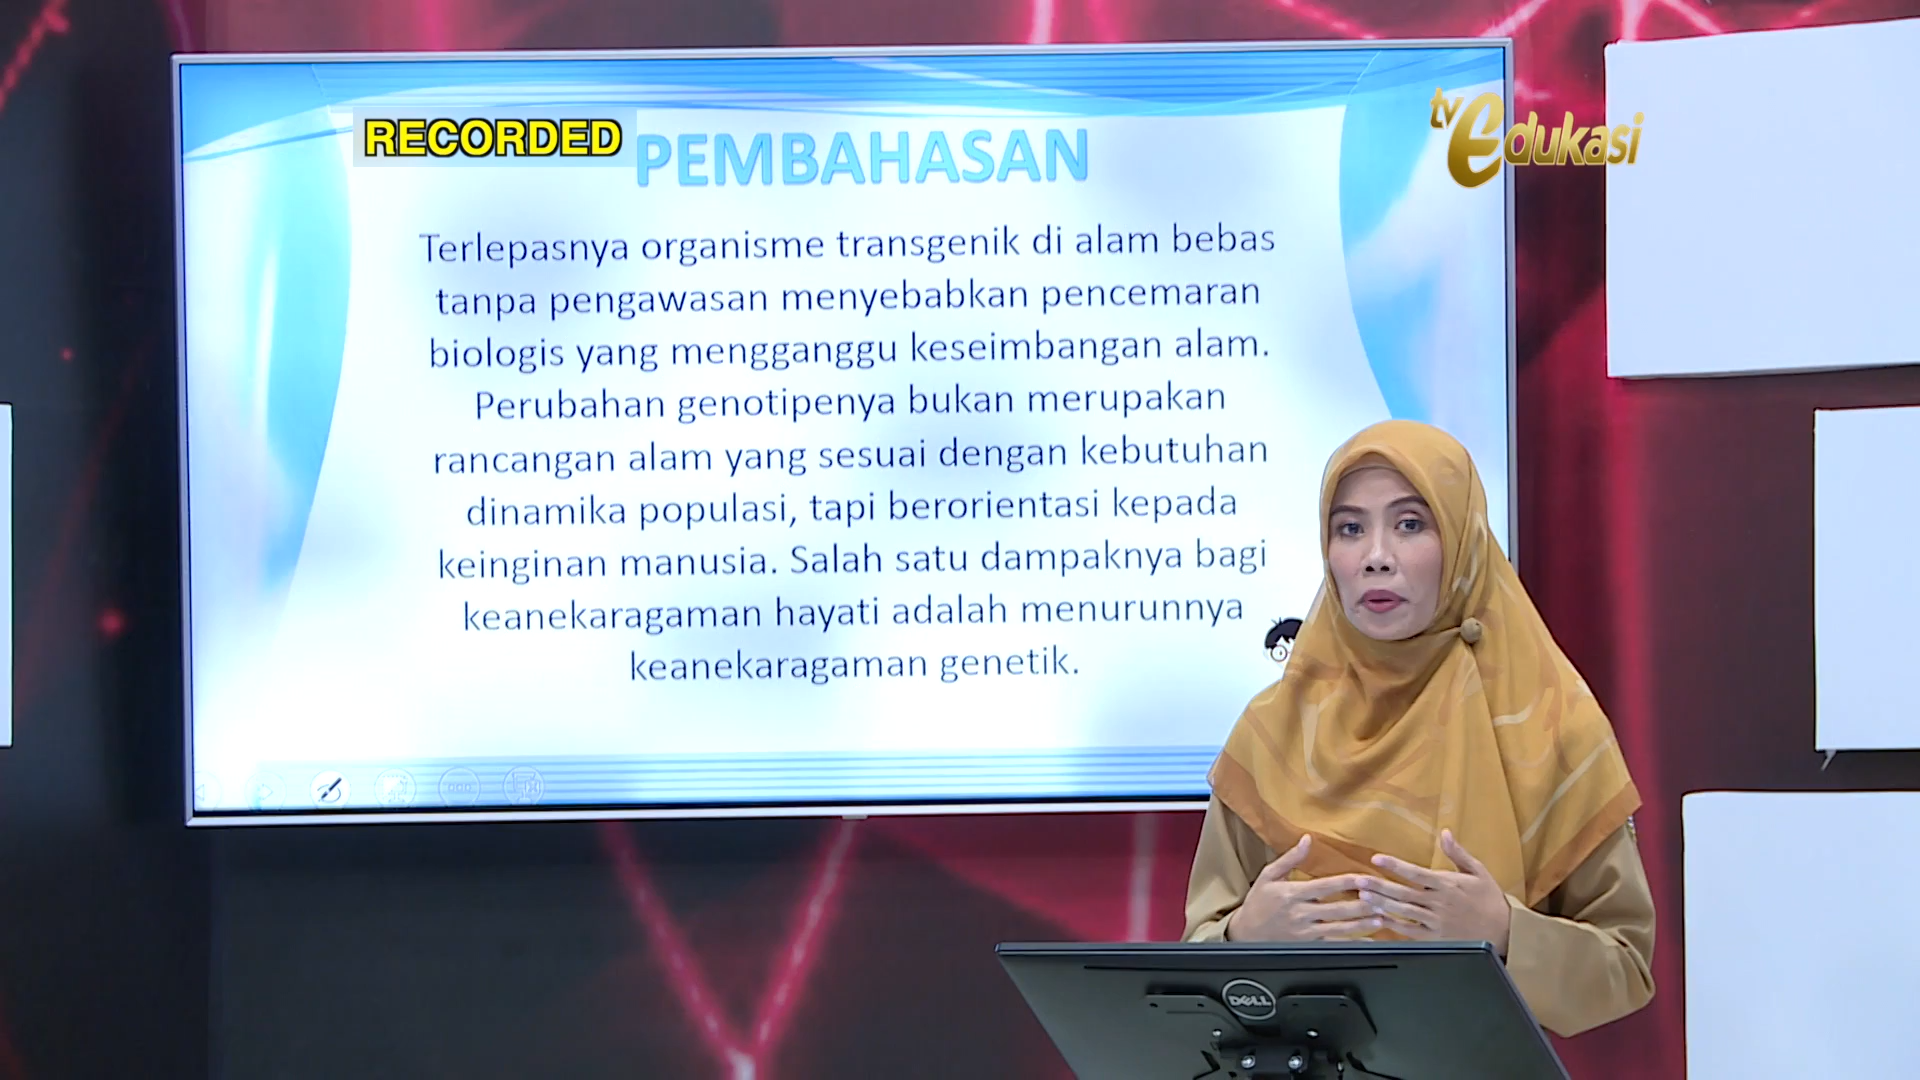 RECORDED
PEMBAHASAN
tv edukasi
Terlepasnya organisme transgenik di alam bebas
tanpa pengawasan menyebabkan pencemaran
biologis yang mengganggu keseimbangan alam.
Perubahan genotipenya bukan merupakan
rancangan alam yang sesuai dengan kebutuhan
dinamika populasi, tapi berorientasi kepada
keinginan manusia. Salah satu dampaknya bagi
keanekaragaman hayati adalah menurunnya
keanekaragaman genetik.
DELL